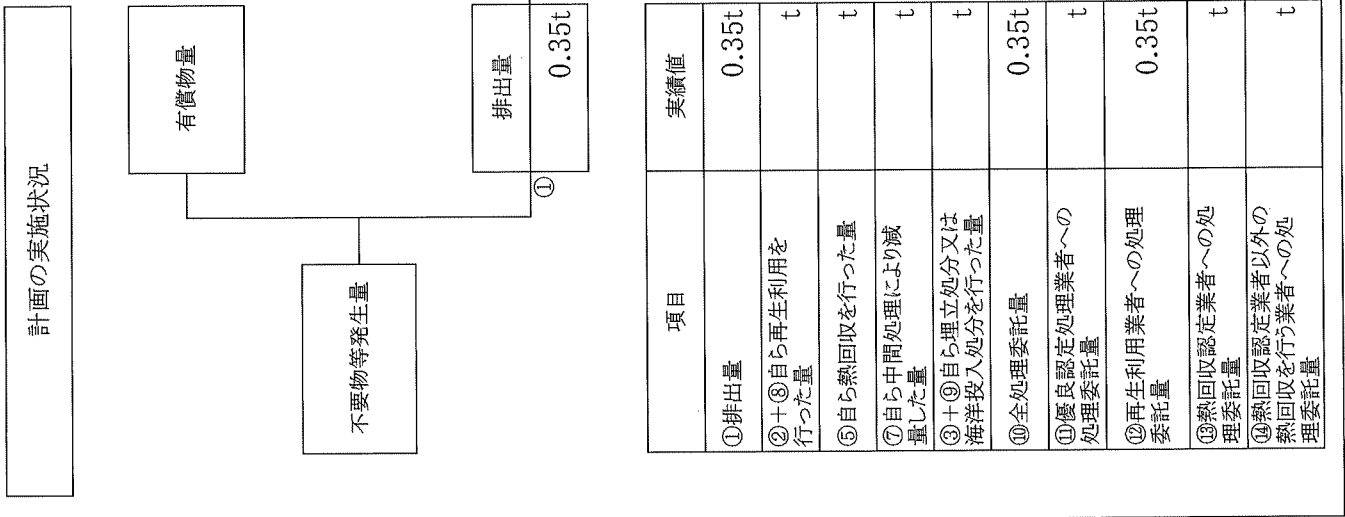 計画の実施状況
有償物量
不要物等発生量
排出量
①
0.35t
項目 実績値
①排出量 0.35t
②+⑧自ら再生利用を
行った量 t
⑤自ら熱回収を行った量 t
⑦自ら中間処理により減
量した量 t
③+⑨自ら埋立処分又は
海洋投入処分を行った量 t
⑩全処理委託量 0.35t
⑪優良認定処理業者への
処理委託量 t
⑫再生利用業者への処理
委託量 0.35t
⑬熱回収認定業者への処
理委託量 t
⑭熱回収認定業者以外の
熱回収を行う業者への処
理委託量 t